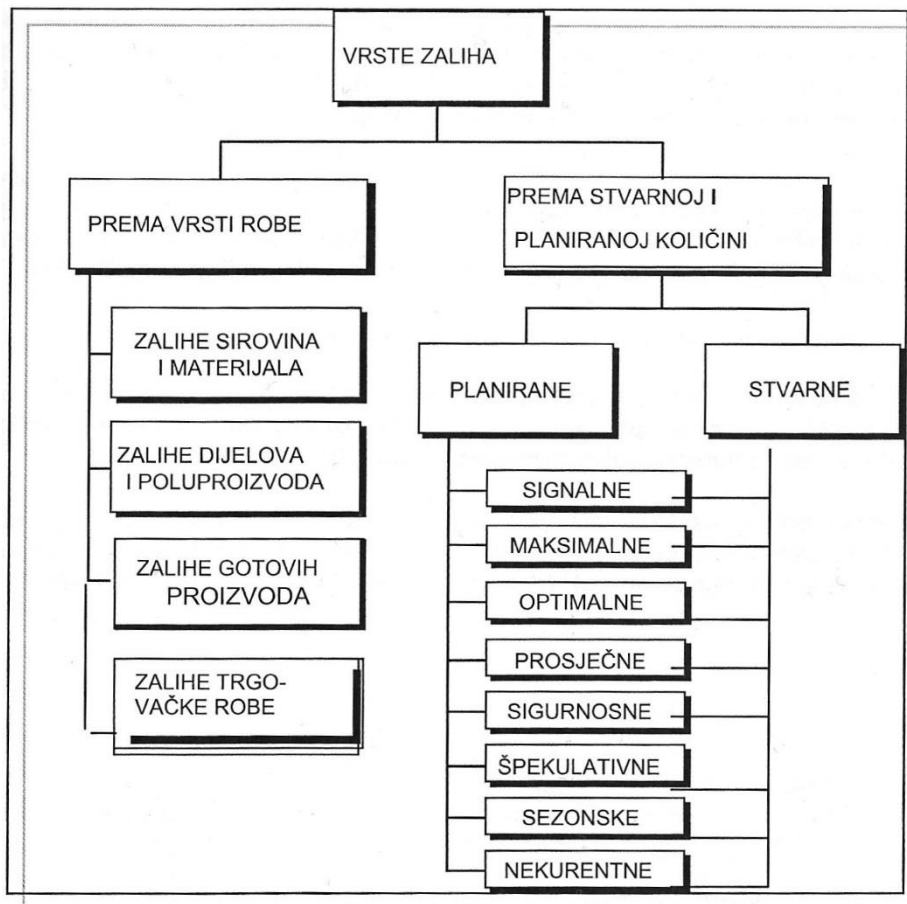 VRSTE ZALIHA
PREMA VRSTI ROBE
PREMA STVARNOJ I
PLANIRANOJ KOLIČINI
ZALIHE SIROVINA
I MATERIJALA
ZALIHE DIJELOVA
I POLUPROIZVODA
ZALIHE GOTOVIH
PROIZVODA
ZALIHE TRGO-
VAČKE ROBE
PLANIRANE
STVARNE
SIGNALNE
MAKSIMALNE
OPTIMALNE
PROSJEČNE
SIGURNOSNE
ŠPEKULATIVNE
SEZONSKE
NEKURENTNE